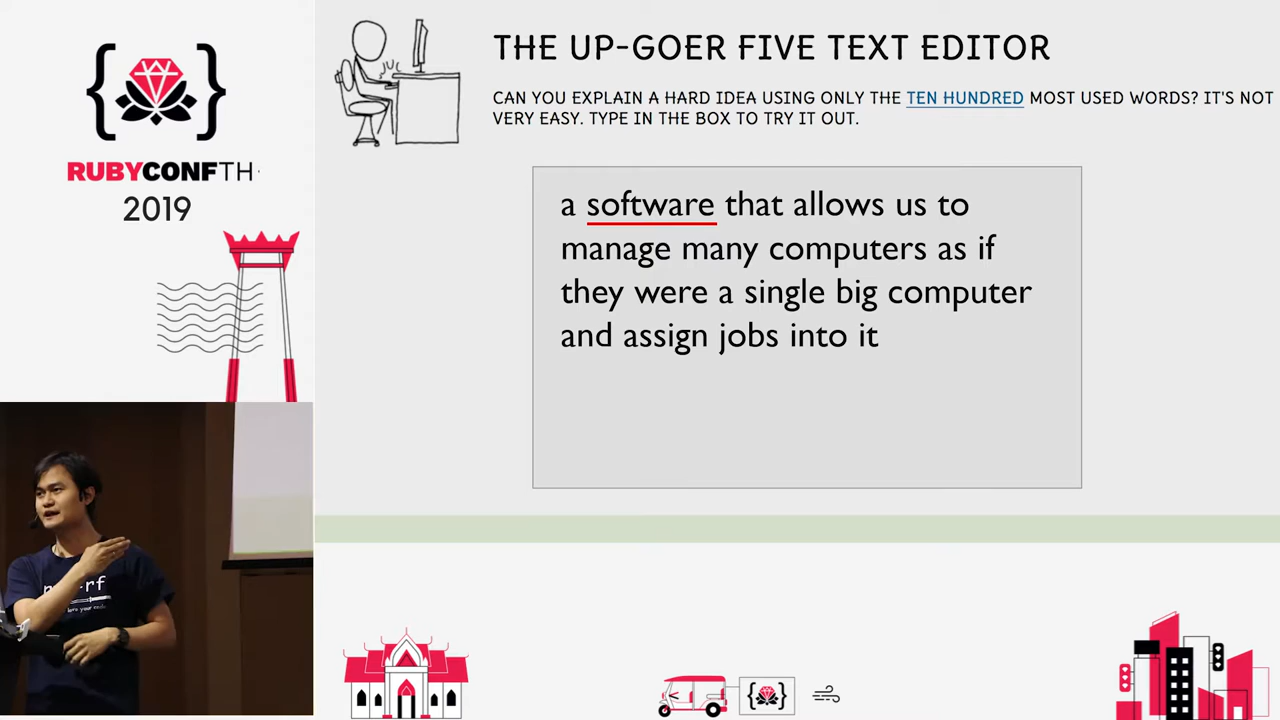 RUBYCONFTH
2019
THE UP-GOER FIVE TEXT EDITOR
CAN YOU EXPLAIN A HARD IDEA USING ONLY THE TEN HUNDRED MOST USED WORDS? IT'S NOT
VERY EASY. TYPE IN THE BOX TO TRY IT OUT.
a software that allows us to
manage many computers as if
they were a single big computer
and assign jobs into it